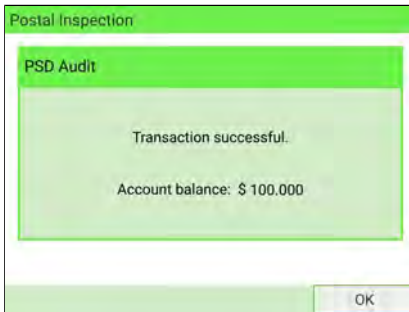 Postal Inspection
PSD Audit
Transaction successful.
Account balance: $ 100.000
OK